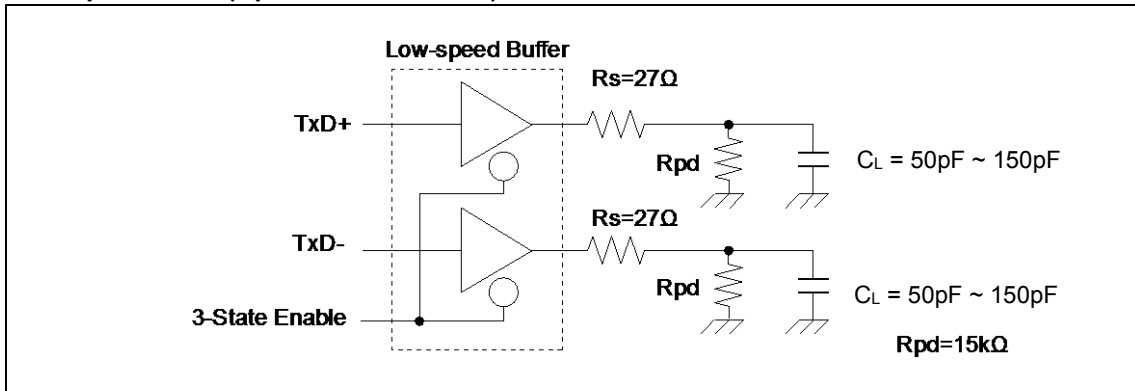 Low-speed Buffer
Rs=27Ω
TxD+
Rpd
CL = 50pF ~ 150pF
Rs=27Ω
TxD-
Rpd
CL = 50pF ~ 150pF
3-State Enable
Rpd=15kΩ